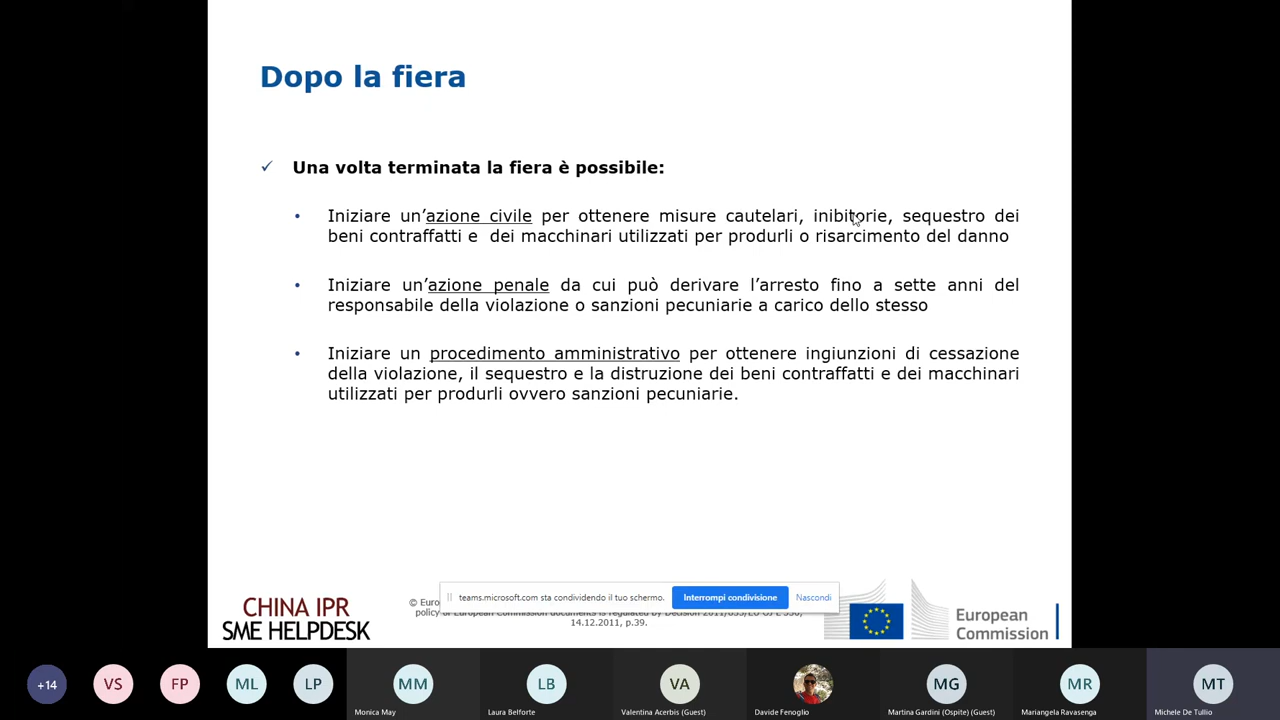 Dopo la fiera
✓ Una volta terminata la fiera è possibile:
• Iniziare un’azione civile per ottenere misure cautelari, inibitorie, sequestro dei
beni contraffatti e dei macchinari utilizzati per produrli o risarcimento del danno
• Iniziare un’azione penale da cui può derivare l’arresto fino a sette anni del
responsabile della violazione o sanzioni pecuniarie a carico dello stesso
• Iniziare un procedimento amministrativo per ottenere ingiunzioni di cessazione
della violazione, il sequestro e la distruzione dei beni contraffatti e dei macchinari
utilizzati per produrli ovvero sanzioni pecuniarie.
CHINA IPR
SME HELPDESK
teams.microsoft.com sta condividendo il tuo schermo. Interrompi condivisione Nascondi
14.12.2011, p.39.
European
Commission
+14 VS FP ML LP MM LB VA MG MR MT
Monica May Laura Belforte Valentina Acerbis (Guest) Davide Fenoglio Martina Gardini (Ospite) (Guest) Mariangela Ravasenga Michele De Tullio